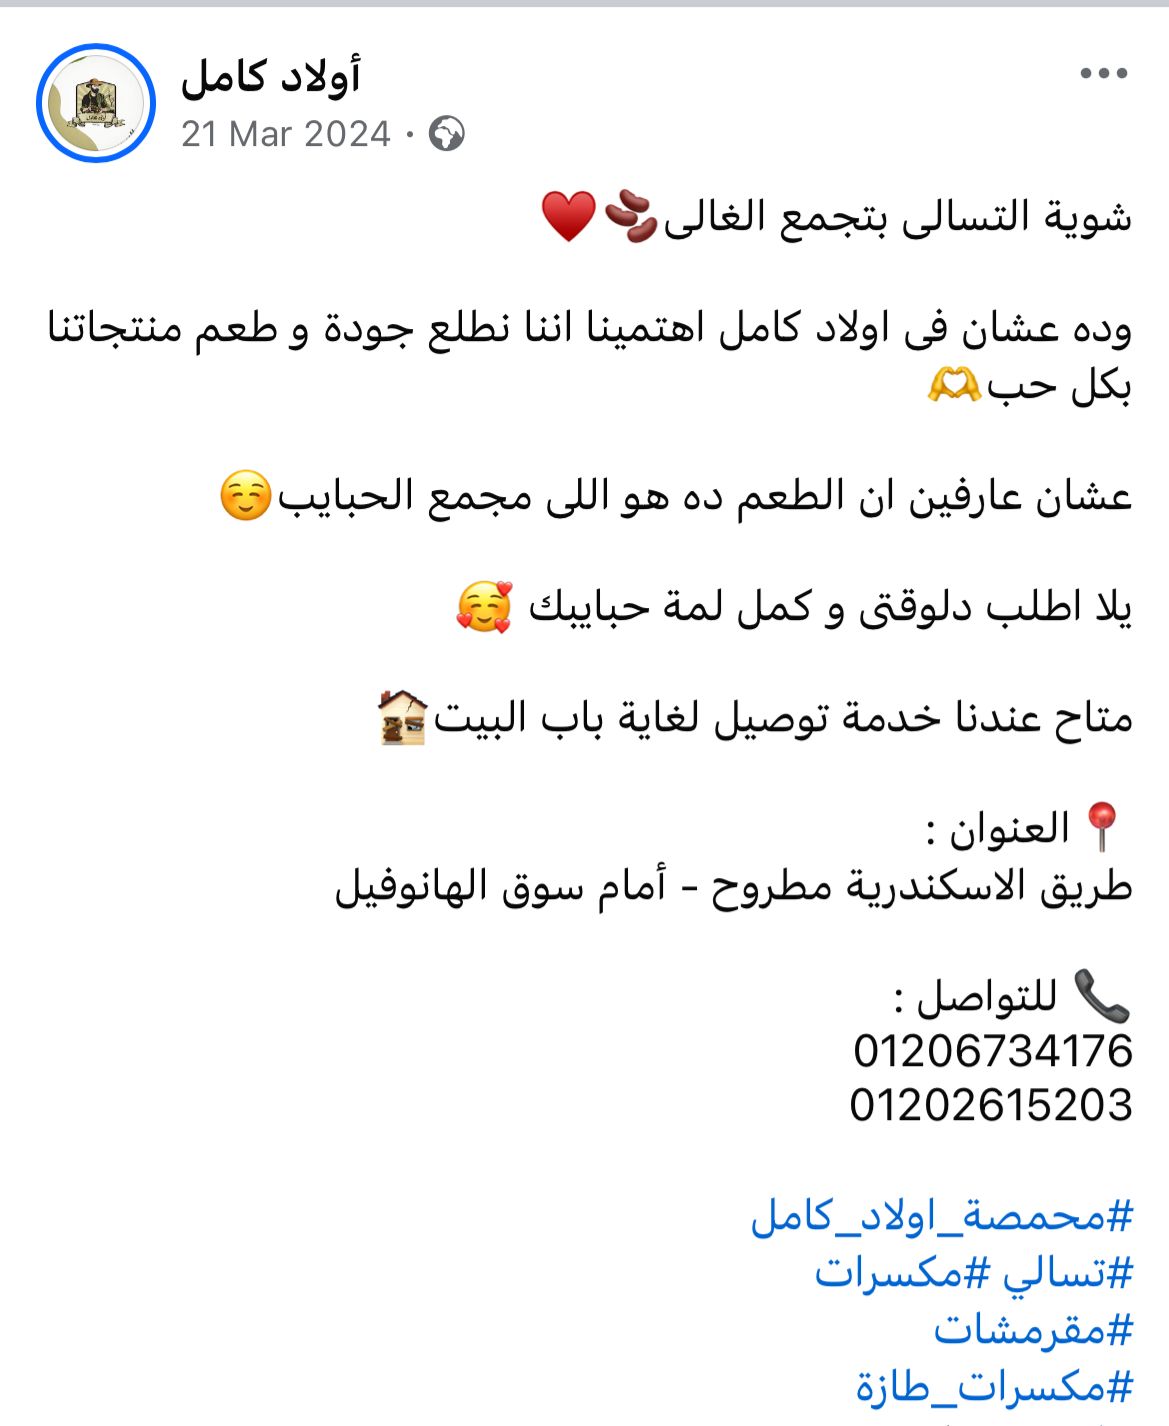 أولاد كامل
21 Mar 2024 ·
شوية التسالى بتجمع الغالى🫘♥️
وده عشان فى اولاد كامل اهتمينا اننا نطلع جودة و طعم منتجاتنا
بكل حب🫶
عشان عارفين ان الطعم ده هو اللى مجمع الحبايب☺️
يلا اطلب دلوقتى و كمل لمة حبايبك 🥰
متاح عندنا خدمة توصيل لغاية باب البيت🏚️
📍 العنوان :
طريق الاسكندرية مطروح - أمام سوق الهانوفيل
📞 للتواصل :
01206734176
01202615203
#محمصة_اولاد_كامل
#تسالي #مكسرات
#مقرمشات
#مكسرات_طازة